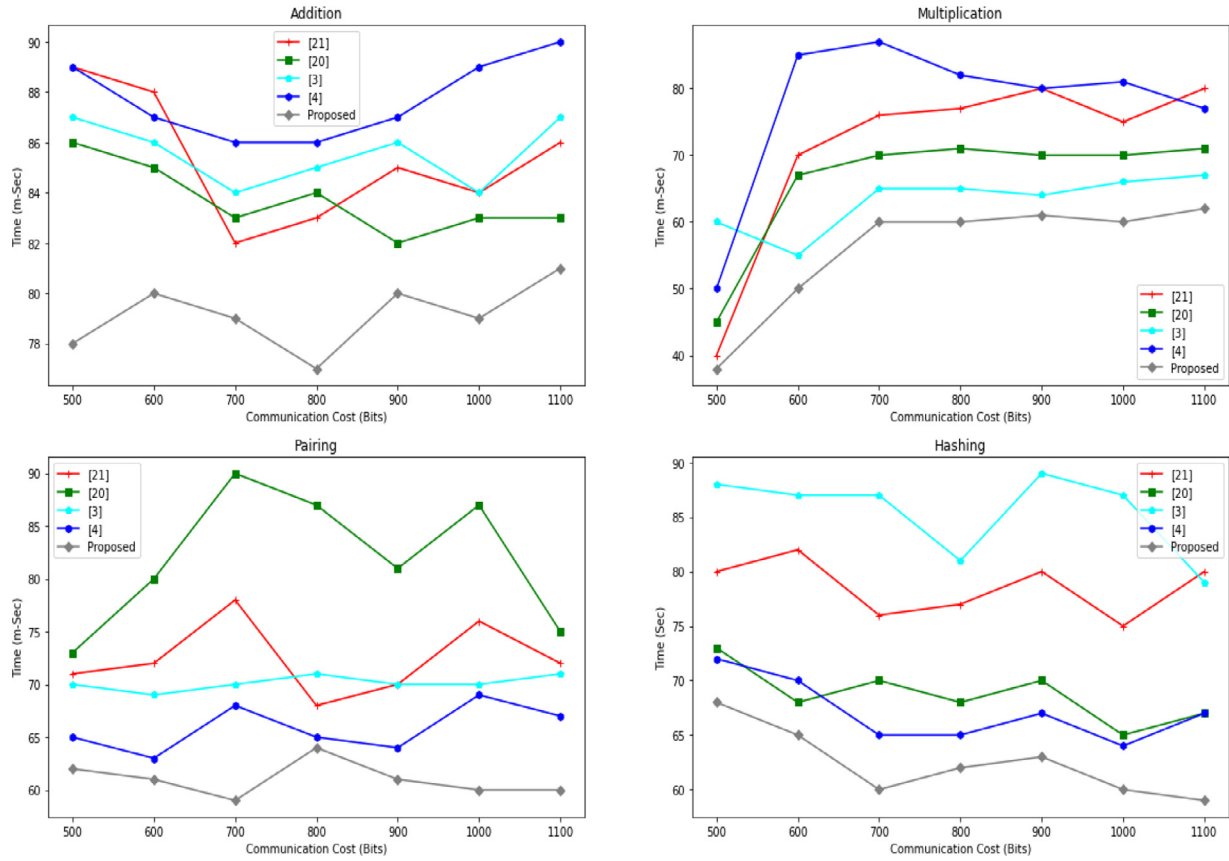 Addition
90
88
86
84
82
80
78
Time (m-Sec)
[21]
[20]
[3]
[4]
Proposed
500 600 700 800 900 1000 1100
Communication Cost (Bits)
Multiplication
80
70
60
50
40
Time (m-Sec)
[21]
[20]
[3]
[4]
Proposed
500 600 700 800 900 1000 1100
Communication Cost (Bits)
Pairing
90
85
80
75
70
65
60
Time (m-Sec)
[21]
[20]
[3]
[4]
Proposed
500 600 700 800 900 1000 1100
Communication Cost (Bits)
Hashing
90
85
80
75
70
65
60
Time (Sec)
[21]
[20]
[3]
[4]
Proposed
500 600 700 800 900 1000 1100
Communication Cost (Bits)